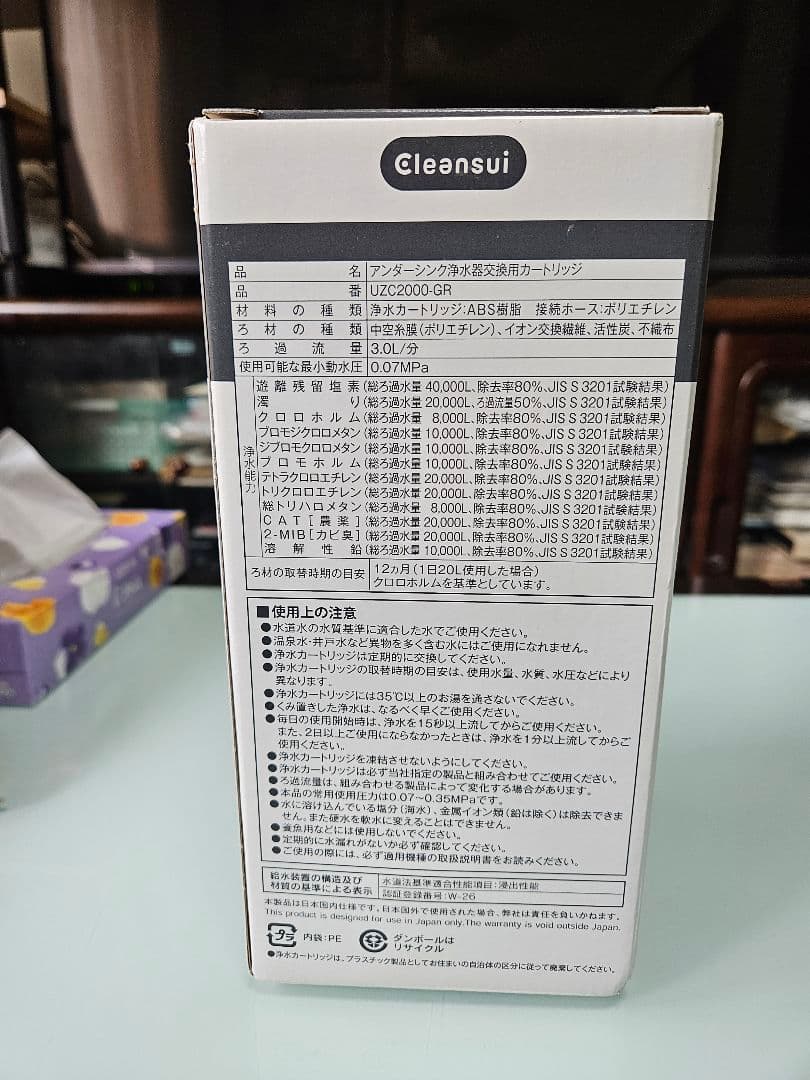 Cleansui
品名 アンダーシンク浄水器交換用カートリッジ
品番 UZC2000-GR
材料の種類 浄水カートリッジ:ABS樹脂 接続ホース:ポリエチレン
ろ材の種類 中空糸膜(ポリエチレン)、イオン交換繊維、活性炭、不織布
ろ過流量 3.0L/分
使用可能な最小動水圧 0.07MPa
浄水能力
遊離残留塩素(総ろ過水量 40,000L、除去率80%、JIS S 3201試験結果)
濁り(総ろ過水量 20,000L、ろ過流量50%、JIS S 3201試験結果)
クロロホルム(総ろ過水量 8,000L、除去率80%、JIS S 3201試験結果)
ブロモジクロロメタン(総ろ過水量 10,000L、除去率80%、JIS S 3201試験結果)
ジブロモクロロメタン(総ろ過水量 10,000L、除去率80%、JIS S 3201試験結果)
ブロモホルム(総ろ過水量 10,000L、除去率80%、JIS S 3201試験結果)
テトラクロロエチレン(総ろ過水量 20,000L、除去率80%、JIS S 3201試験結果)
トリクロロエチレン(総ろ過水量 20,000L、除去率80%、JIS S 3201試験結果)
総トリハロメタン(総ろ過水量 8,000L、除去率80%、JIS S 3201試験結果)
CAT[農薬](総ろ過水量 20,000L、除去率80%、JIS S 3201試験結果)
2-MIB[カビ臭](総ろ過水量 20,000L、除去率80%、JIS S 3201試験結果)
溶解性鉛(総ろ過水量 10,000L、除去率80%、JIS S 3201試験結果)
ろ材の取替時期の目安 12ヵ月(1日20L使用した場合)
クロロホルムを基準としています。
■使用上の注意
●水道水の水質基準に適合した水でご使用ください。
●温泉水・井戸水など異物を多く含む水にはご使用になれません。
●浄水カートリッジは定期的に交換してください。
●浄水カートリッジの取替時期の目安は、使用水量、水質、水圧などにより
異なります。
●浄水カートリッジには35℃以上のお湯を通さないでください。
●くみ置きした浄水は、なるべく早くご使用ください。
●毎日の使用開始時は、浄水を15秒以上流してからご使用ください。
また、2日以上ご使用にならなかったときは、浄水を1分以上流してからご
使用ください。
●浄水カートリッジを凍結させないようにしてください。
●浄水カートリッジは必ず当社指定の製品と組み合わせてご使用ください。
●ろ過流量は、組み合わせる製品によって変化する場合があります。
●本品の常用使用圧力は0.07～0.35MPaです。
●水に溶け込んでいる塩分(海水)、金属イオン類(鉛は除く)は除去できま
せん。また硬水を軟水に変えることはできません。
●養魚用などには使用しないでください。
●定期的に水漏れがないか必ず確認してください。
●ご使用の際には、必ず適用機種の取扱説明書をお読みください。
給水装置の構造及び 水道法基準適合性能項目:浸出性能
材質の基準による表示 認証登録番号:W-26
本製品は日本国内仕様です。日本国外で使用された場合、弊社は責任を負いかねます。
This product is designed for use in Japan only. The warranty is void outside Japan.
プラ 内袋:PE ダンボールは
リサイクル
●浄水カートリッジは、プラスチック製品としてお住まいの自治体の区分に従って廃棄してください。